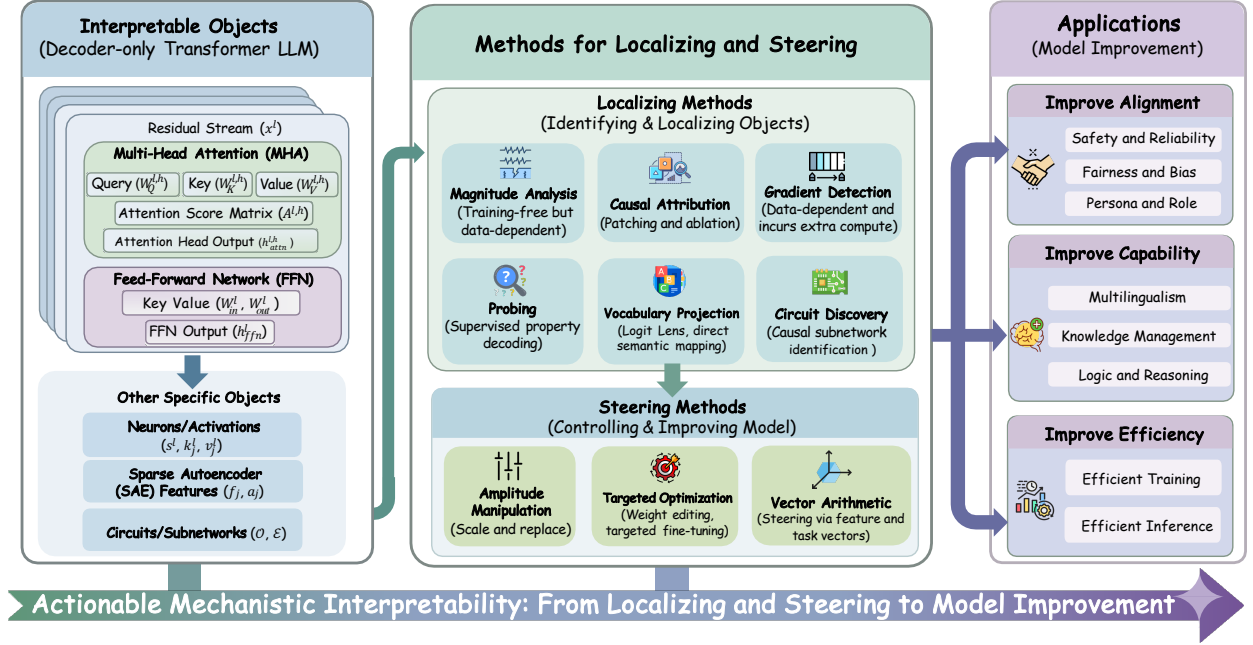 Interpretable Objects
(Decoder-only Transformer LLM)
Residual Stream (x^l)
Multi-Head Attention (MHA)
Query (W_Q^{l,h})
Key (W_K^{l,h})
Value (W_V^{l,h})
Attention Score Matrix (A^{l,h})
Attention Head Output (h_{attn}^{l,h})
Feed-Forward Network (FFN)
Key Value (W_{in}^l, W_{out}^l)
FFN Output (h_{ffn}^l)
Other Specific Objects
Neurons/Activations
(s^l, k_j^l, v_j^l)
Sparse Autoencoder
(SAE) Features (f_j, a_j)
Circuits/Subnetworks (𝒪, ℰ)
Methods for Localizing and Steering
Localizing Methods
(Identifying & Localizing Objects)
Magnitude Analysis
(Training-free but
data-dependent)
Causal Attribution
(Patching and ablation)
Gradient Detection
(Data-dependent and
incurs extra compute)
Probing
(Supervised property
decoding)
Vocabulary Projection
(Logit Lens, direct
semantic mapping)
Circuit Discovery
(Causal subnetwork
identification )
Steering Methods
(Controlling & Improving Model)
Amplitude
Manipulation
(Scale and replace)
Targeted Optimization
(Weight editing,
targeted fine-tuning)
Vector Arithmetic
(Steering via feature and
task vectors)
Applications
(Model Improvement)
Improve Alignment
Safety and Reliability
Fairness and Bias
Persona and Role
Improve Capability
Multilingualism
Knowledge Management
Logic and Reasoning
Improve Efficiency
Efficient Training
Efficient Inference
Actionable Mechanistic Interpretability: From Localizing and Steering to Model Improvement